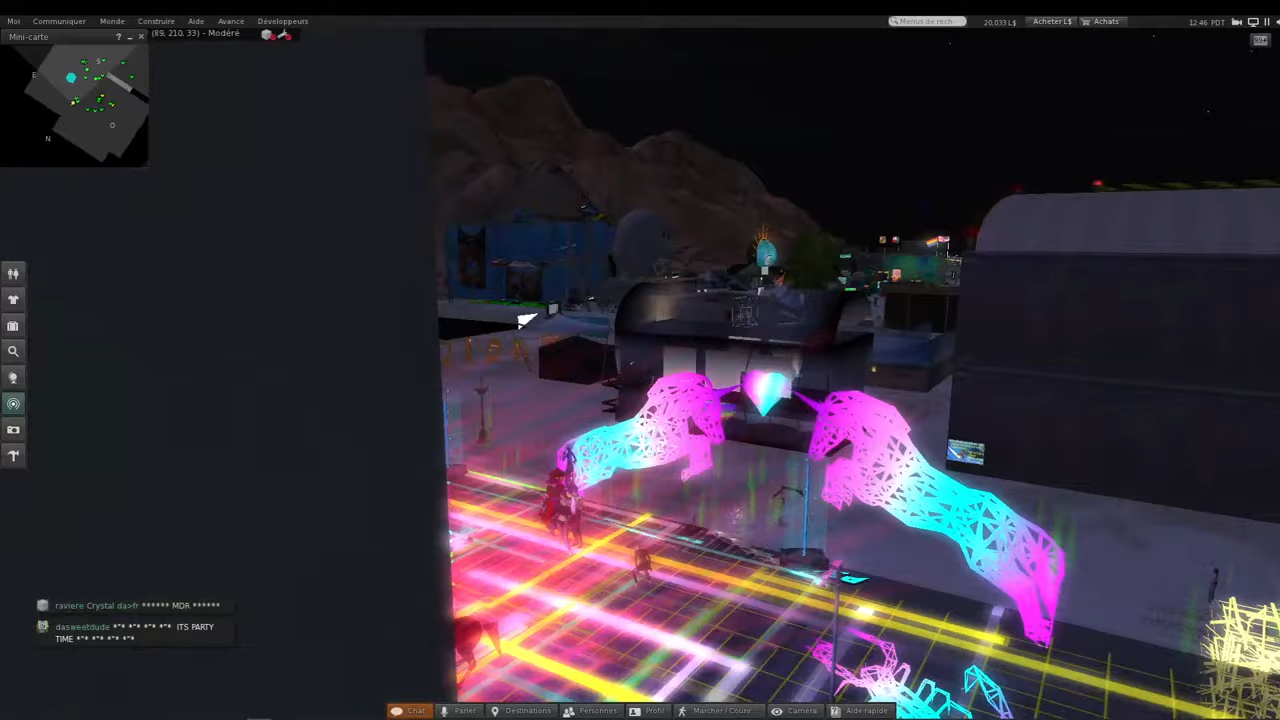 Moi Communiquer Monde Construire Aide Avancé Développeurs Menus de rech 20,033 L$ Acheter L$ Achats 12:46 PDT
Mini-carte ? (89, 210, 33) - Modéré
S
E
O
N
raviere Crystal da>fr ****** MDR ******
dasweetdude *~* *~* *~* *~* ITS PARTY
TIME *~* *~* *~* *~*
Chat Parler Destinations Personnes Profil Marcher / Courir... Caméra Aide rapide